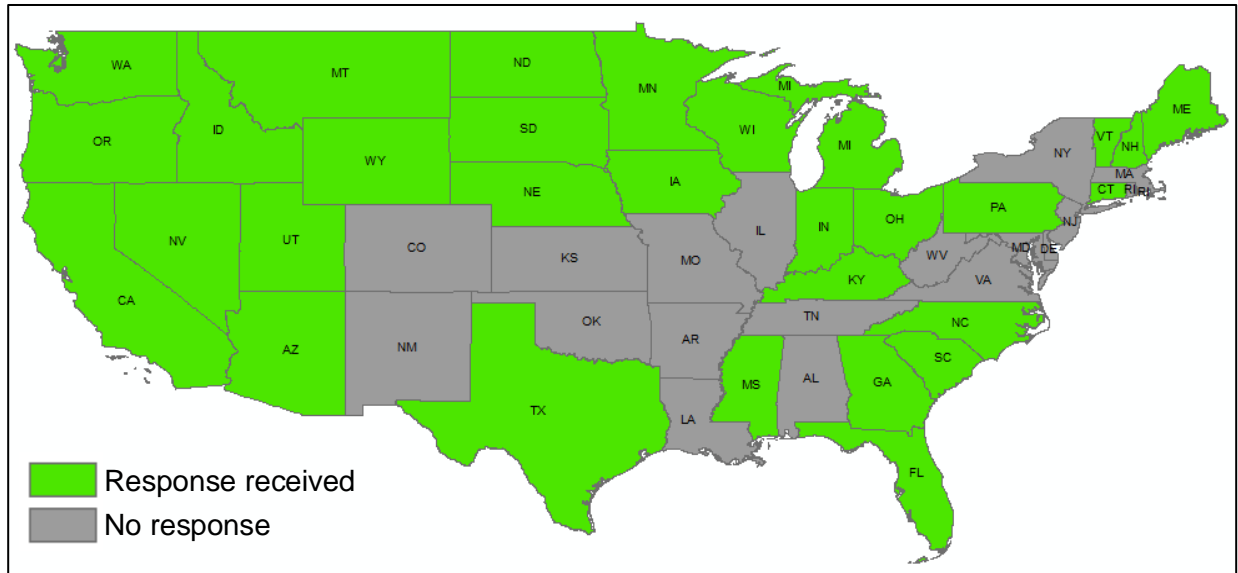 WA
MT
ND
MN
MI
ME
OR
ID
SD
WI
VT
NH
WY
MI
NY
MA
NE
IA
CT
RI
RI
PA
NV
UT
CO
KS
MO
IL
IN
OH
NJ
MD
DE
WV
VA
KY
CA
AZ
NM
OK
AR
TN
NC
SC
MS
AL
GA
TX
LA
FL
Response received
No response